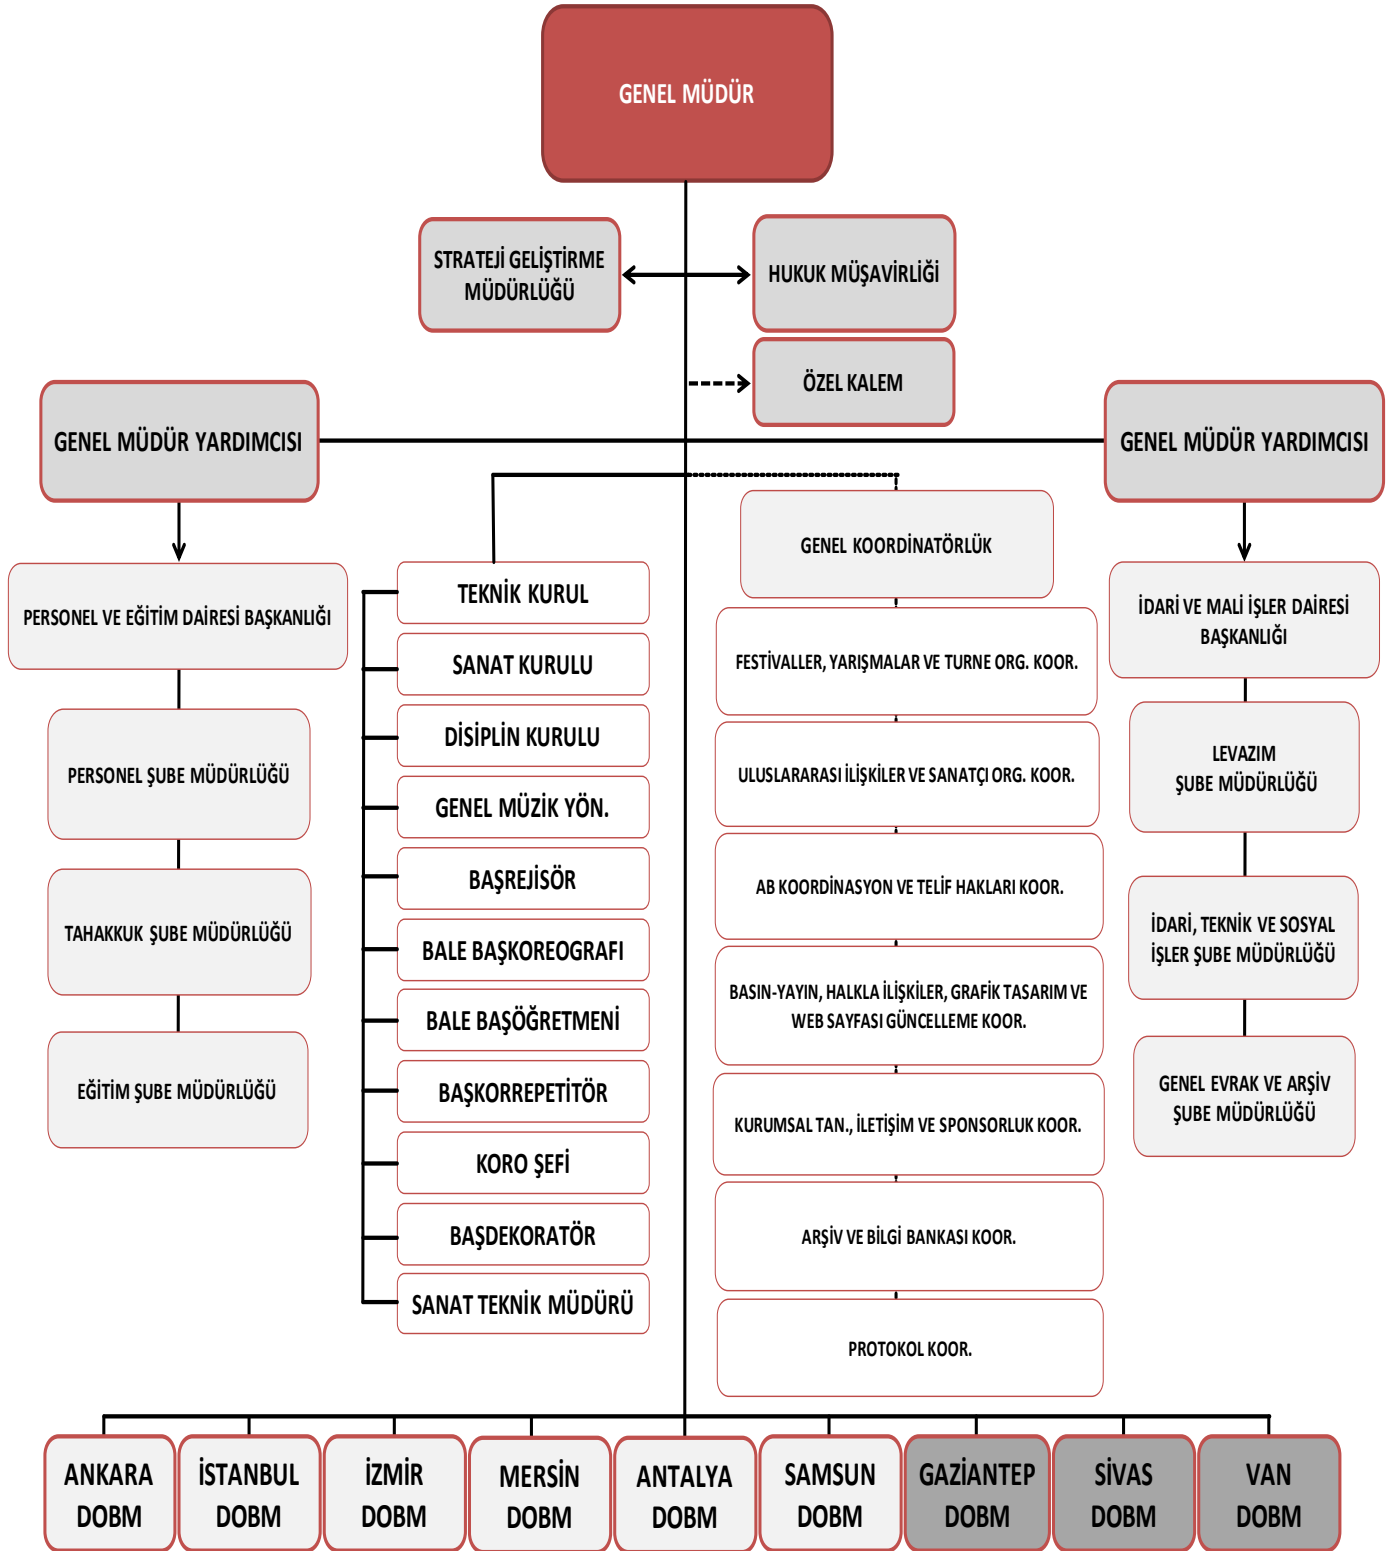 GENEL MÜDÜR
STRATEJİ GELİŞTİRME
MÜDÜRLÜĞÜ
HUKUK MÜŞAVİRLİĞİ
ÖZEL KALEM
GENEL MÜDÜR YARDIMCISI
GENEL MÜDÜR YARDIMCISI
PERSONEL VE EĞİTİM DAİRESİ BAŞKANLIĞI
PERSONEL ŞUBE MÜDÜRLÜĞÜ
TAHAKKUK ŞUBE MÜDÜRLÜĞÜ
EĞİTİM ŞUBE MÜDÜRLÜĞÜ
TEKNİK KURUL
SANAT KURULU
DİSİPLİN KURULU
GENEL MÜZİK YÖN.
BAŞREJİSÖR
BALE BAŞKOREOGRAFI
BALE BAŞÖĞRETMENİ
BAŞKORREPETİTÖR
KORO ŞEFİ
BAŞDEKORATÖR
SANAT TEKNİK MÜDÜRÜ
GENEL KOORDİNATÖRLÜK
FESTİVALLER, YARIŞMALAR VE TURNE ORG. KOOR.
ULUSLARARASI İLİŞKİLER VE SANATÇI ORG. KOOR.
AB KOORDİNASYON VE TELİF HAKLARI KOOR.
BASIN-YAYIN, HALKLA İLİŞKİLER, GRAFİK TASARIM VE
WEB SAYFASI GÜNCELLEME KOOR.
KURUMSAL TAN., İLETİŞİM VE SPONSORLUK KOOR.
ARŞİV VE BİLGİ BANKASI KOOR.
PROTOKOL KOOR.
İDARİ VE MALİ İŞLER DAİRESİ
BAŞKANLIĞI
LEVAZIM
ŞUBE MÜDÜRLÜĞÜ
İDARİ, TEKNİK VE SOSYAL
İŞLER ŞUBE MÜDÜRLÜĞÜ
GENEL EVRAK VE ARŞİV
ŞUBE MÜDÜRLÜĞÜ
ANKARA
DOBM
İSTANBUL
DOBM
İZMİR
DOBM
MERSİN
DOBM
ANTALYA
DOBM
SAMSUN
DOBM
GAZİANTEP
DOBM
SİVAS
DOBM
VAN
DOBM